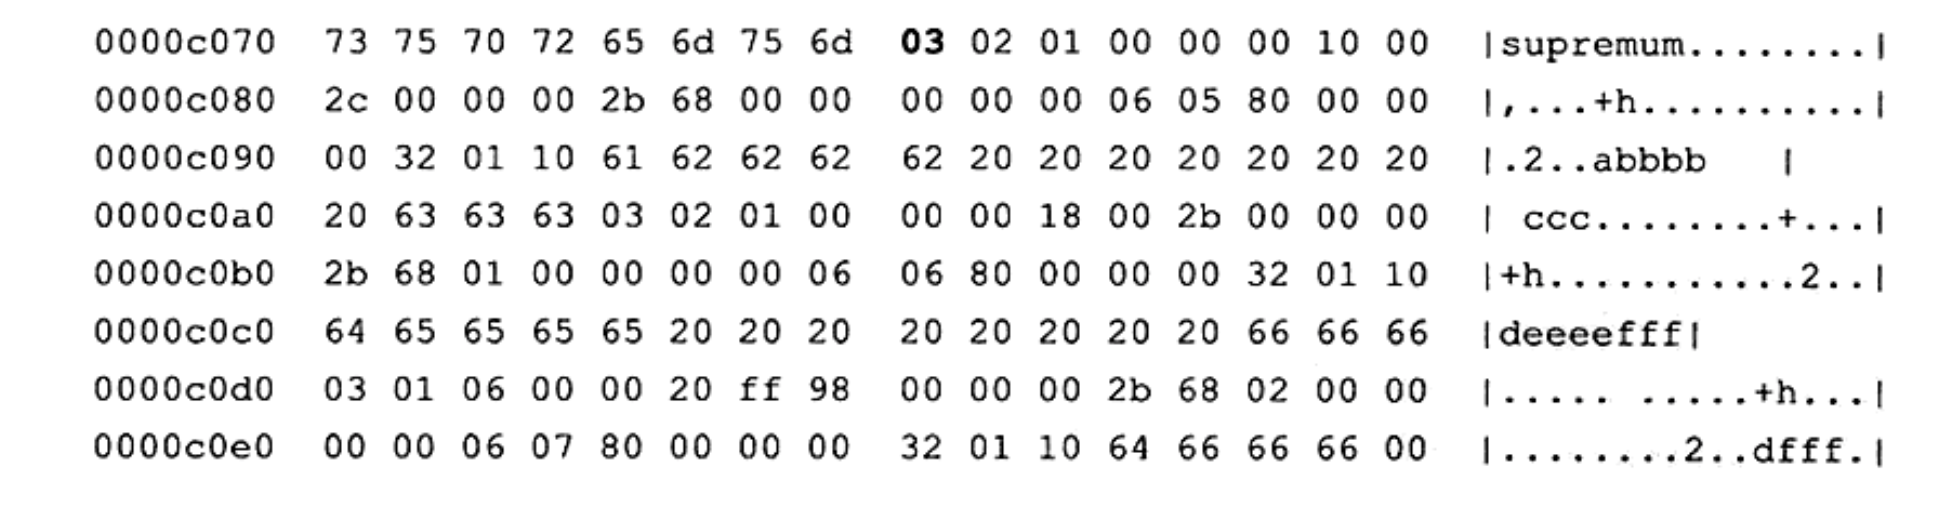 0000c070 73 75 70 72 65 6d 75 6d 03 02 01 00 00 00 10 00 |supremum........|
0000c080 2c 00 00 00 2b 68 00 00 00 00 00 06 05 80 00 00 |,...+h..........|
0000c090 00 32 01 10 61 62 62 62 62 20 20 20 20 20 20 20 |.2..abbbb |
0000c0a0 20 63 63 63 03 02 01 00 00 00 18 00 2b 00 00 00 | ccc........+...|
0000c0b0 2b 68 01 00 00 00 00 06 06 80 00 00 00 32 01 10 |+h...........2..|
0000c0c0 64 65 65 65 65 20 20 20 20 20 20 20 20 66 66 66 |deeeefff|
0000c0d0 03 01 06 00 00 20 ff 98 00 00 00 2b 68 02 00 00 |..... .....+h...|
0000c0e0 00 00 06 07 80 00 00 00 32 01 10 64 66 66 66 00 |........2..dfff.|